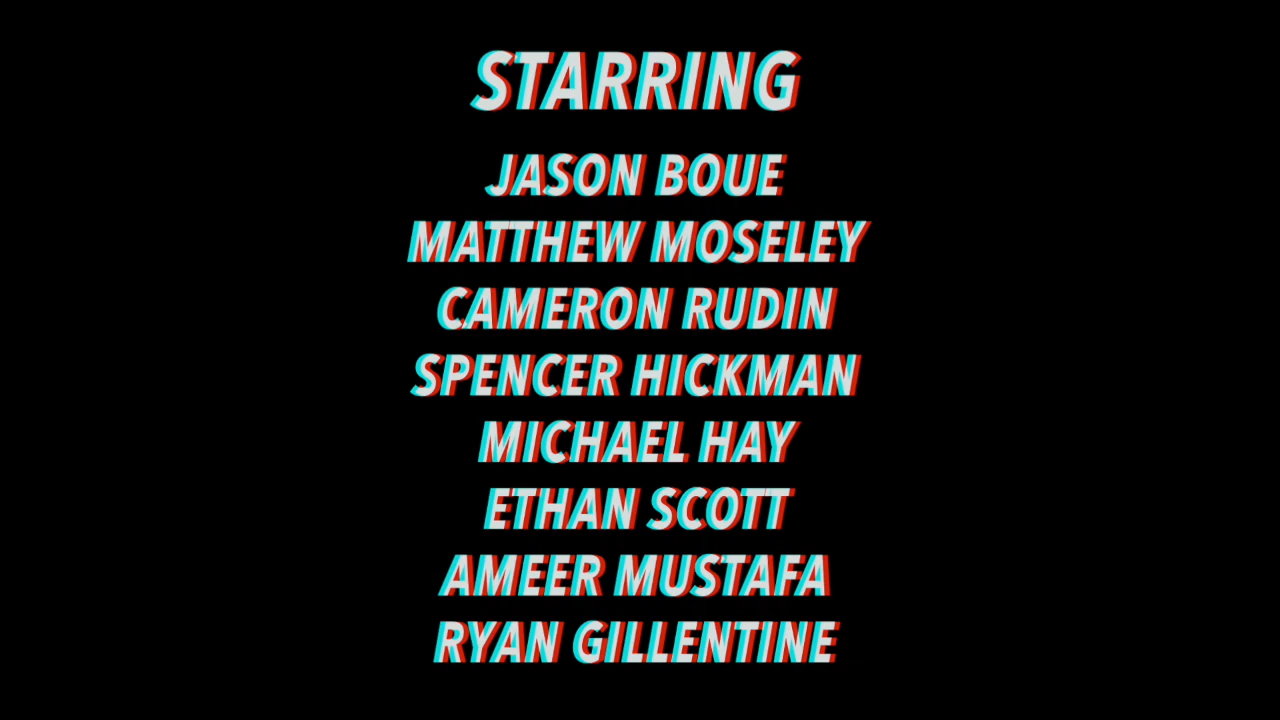 STARRING
JASON BOUE
MATTHEW MOSELEY
CAMERON RUDIN
SPENCER HICKMAN
MICHAEL HAY
ETHAN SCOTT
AMEER MUSTAFA
RYAN GILLENTINE